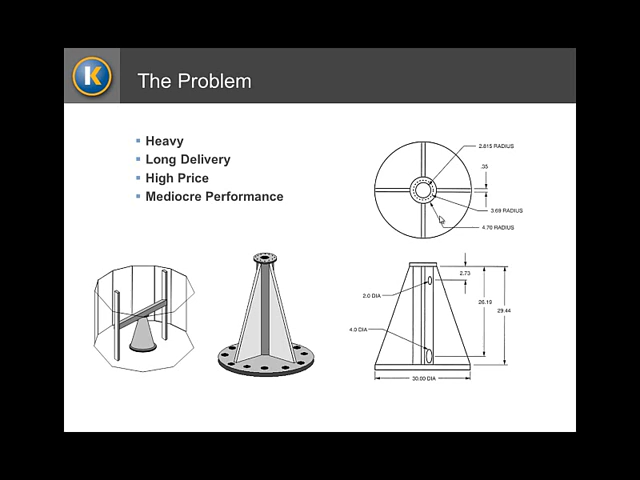 K
The Problem
Heavy
Long Delivery
High Price
Mediocre Performance
2.815 RADIUS
.35
3.69 RADIUS
4.70 RADIUS
2.73
2.0 DIA
26.19
29.44
4.0 DIA
30.00 DIA